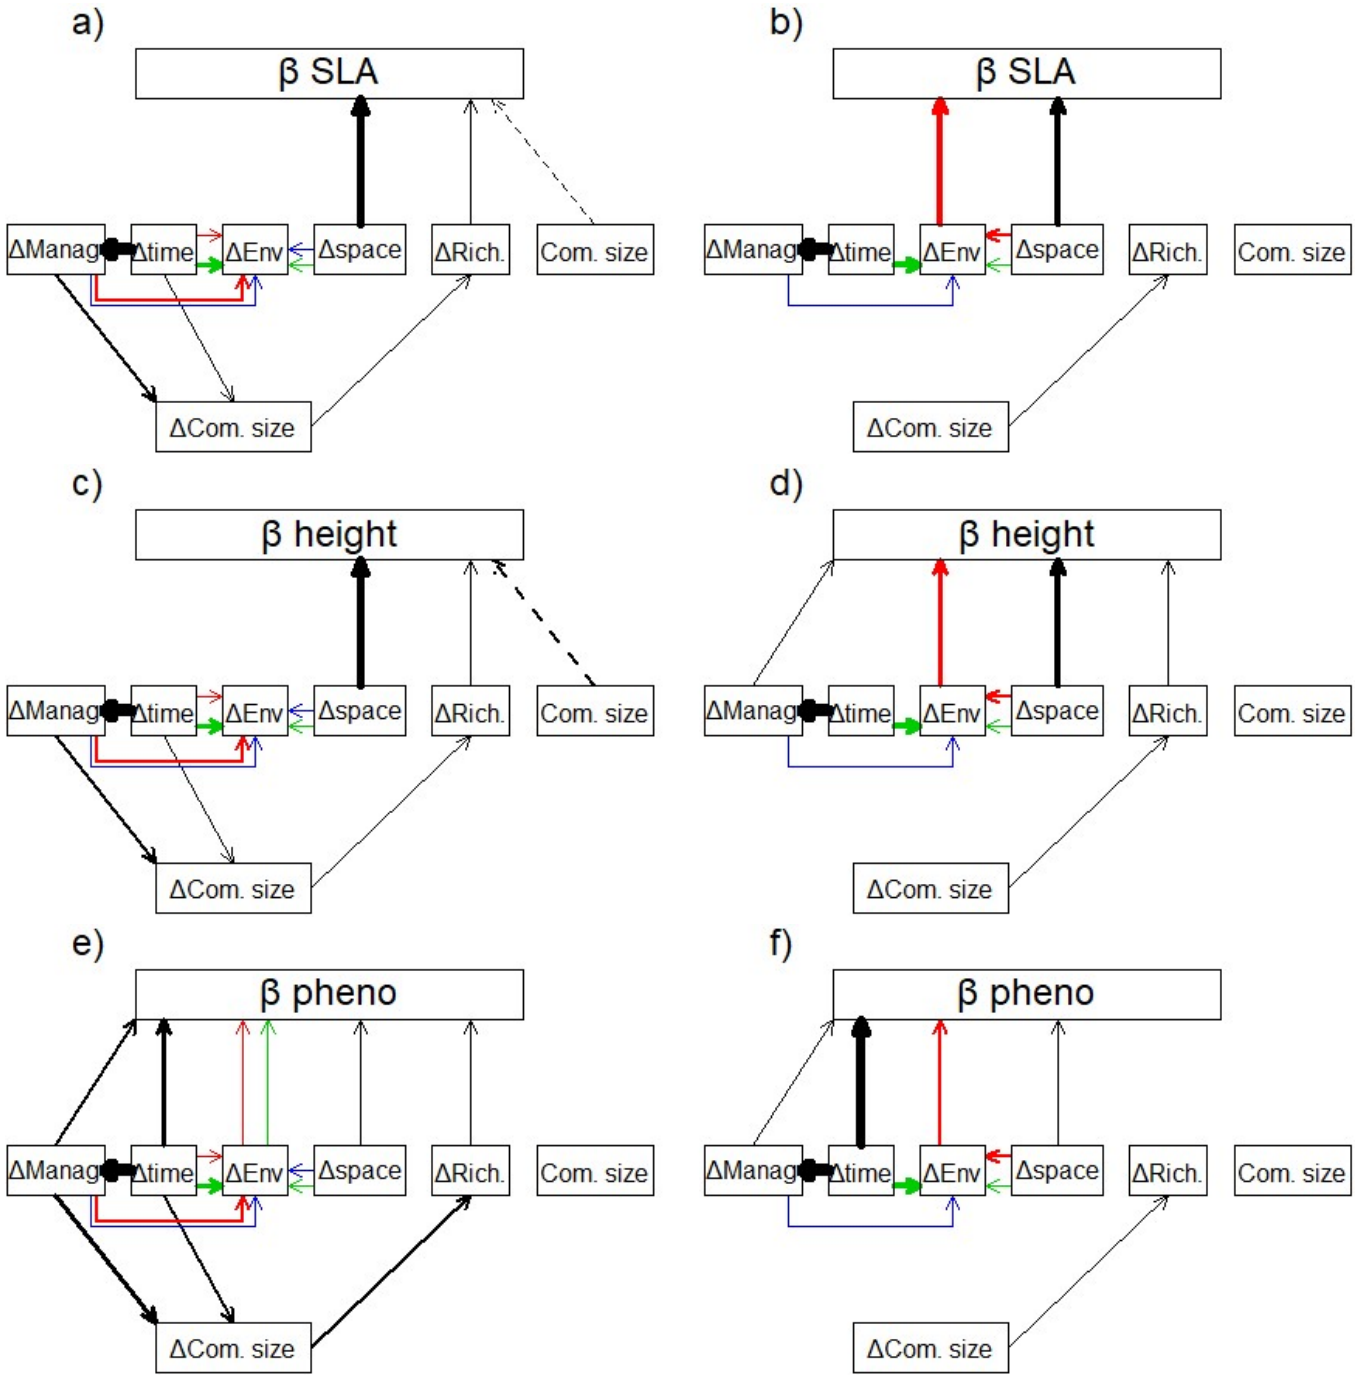 a) b)
β SLA β SLA
ΔManag Δtime ΔEnv Δspace ΔRich. Com. size ΔManag Δtime ΔEnv Δspace ΔRich. Com. size
ΔCom. size ΔCom. size
c) d)
β height β height
ΔManag Δtime ΔEnv Δspace ΔRich. Com. size ΔManag Δtime ΔEnv Δspace ΔRich. Com. size
ΔCom. size ΔCom. size
e) f)
β pheno β pheno
ΔManag Δtime ΔEnv Δspace ΔRich. Com. size ΔManag Δtime ΔEnv Δspace ΔRich. Com. size
ΔCom. size ΔCom. size